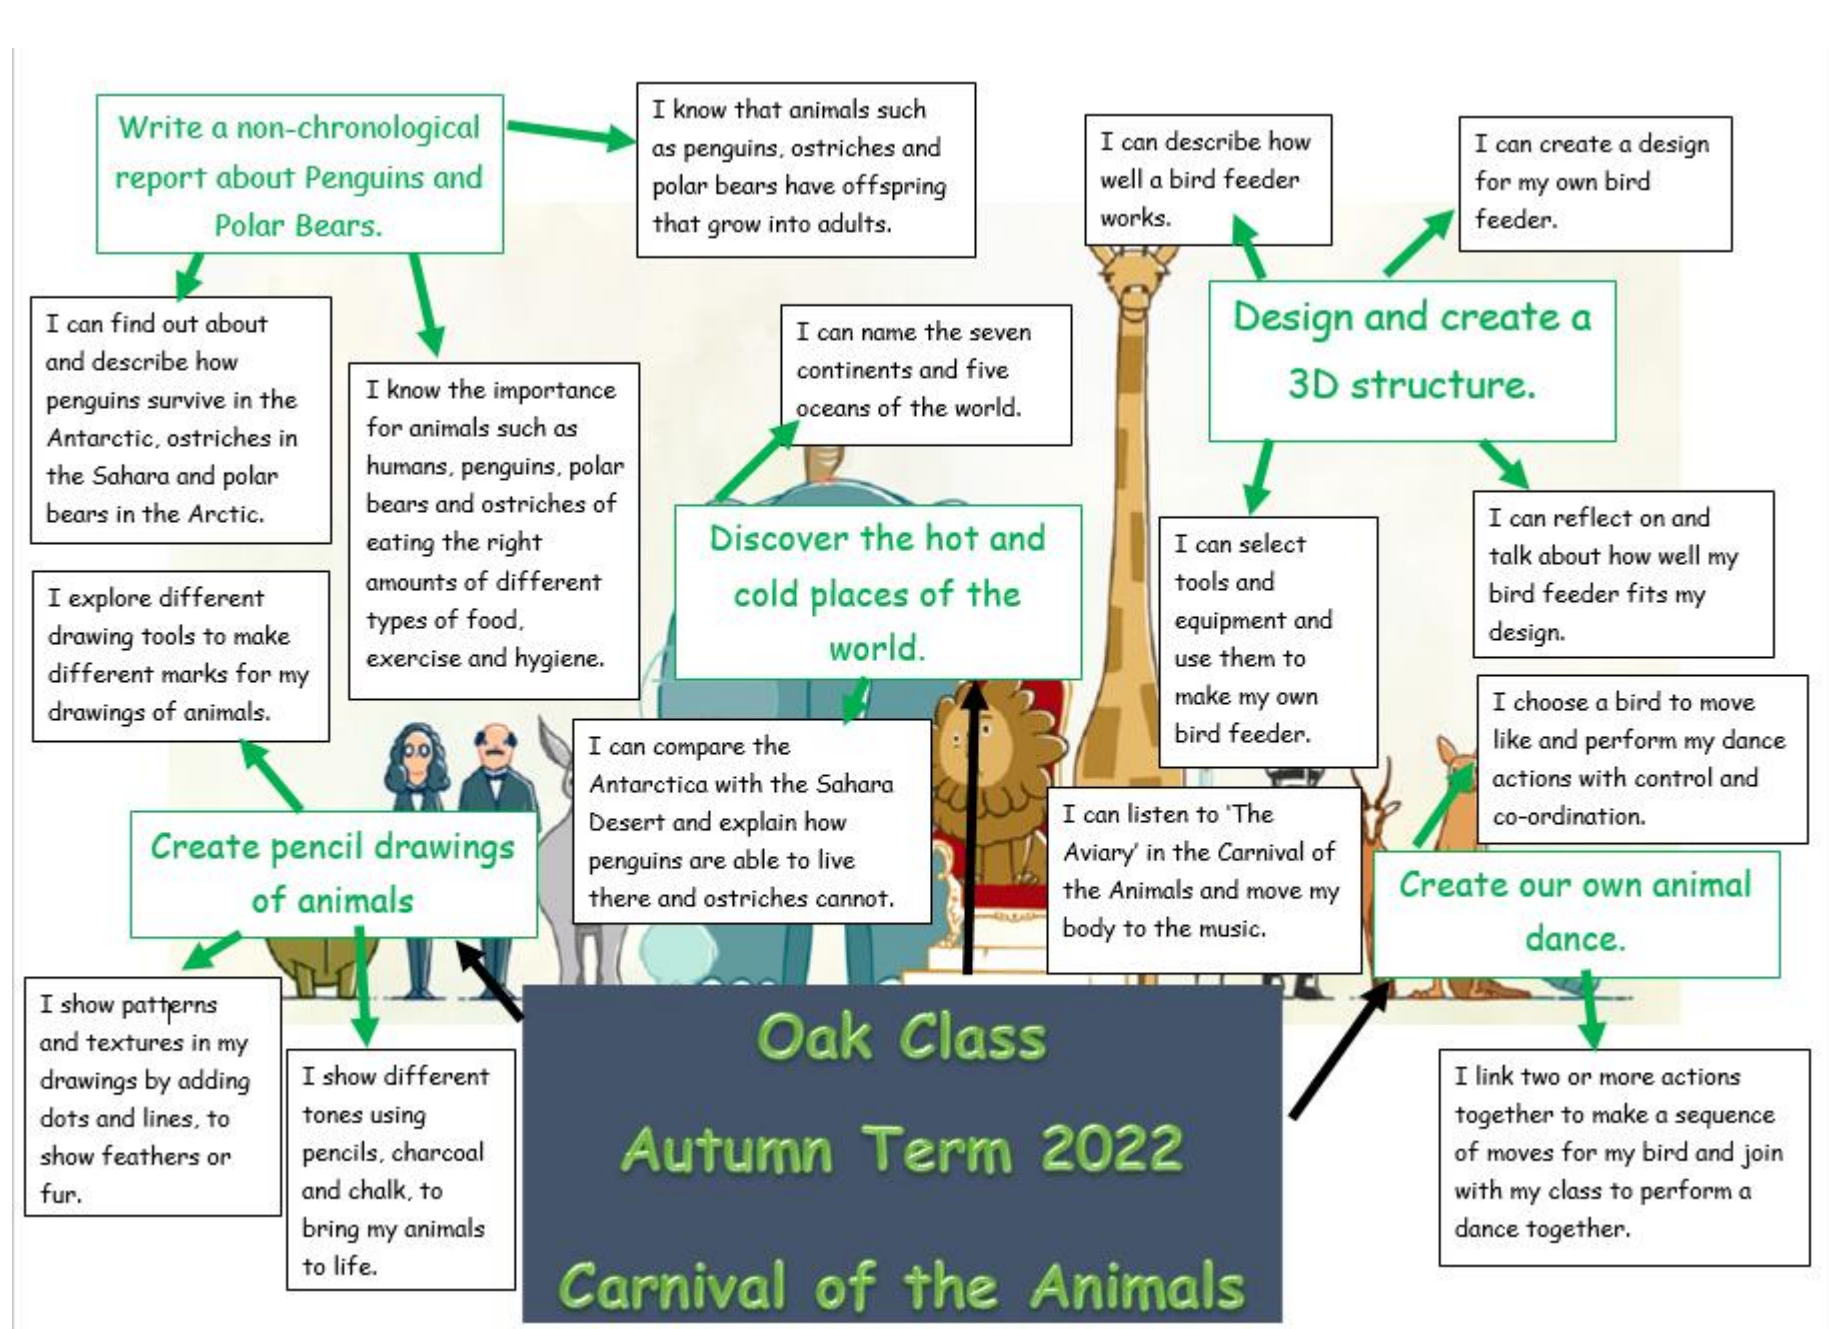 Write a non-chronological
report about Penguins and
Polar Bears.
I know that animals such
as penguins, ostriches and
polar bears have offspring
that grow into adults.
I can describe how
well a bird feeder
works.
I can create a design
for my own bird
feeder.
I can find out about
and describe how
penguins survive in the
Antarctic, ostriches in
the Sahara and polar
bears in the Arctic.
I know the importance
for animals such as
humans, penguins, polar
bears and ostriches of
eating the right
amounts of different
types of food,
exercise and hygiene.
I can name the seven
continents and five
oceans of the world.
Design and create a
3D structure.
Discover the hot and
cold places of the
world.
I can select
tools and
equipment and
use them to
make my own
bird feeder.
I can reflect on and
talk about how well my
bird feeder fits my
design.
I explore different
drawing tools to make
different marks for my
drawings of animals.
I choose a bird to move
like and perform my dance
actions with control and
co-ordination.
I can compare the
Antarctica with the Sahara
Desert and explain how
penguins are able to live
there and ostriches cannot.
I can listen to 'The
Aviary' in the Carnival of
the Animals and move my
body to the music.
Create pencil drawings
of animals
Create our own animal
dance.
I show patterns
and textures in my
drawings by adding
dots and lines, to
show feathers or
fur.
I show different
tones using
pencils, charcoal
and chalk, to
bring my animals
to life.
Oak Class
Autumn Term 2022
Carnival of the Animals
I link two or more actions
together to make a sequence
of moves for my bird and join
with my class to perform a
dance together.